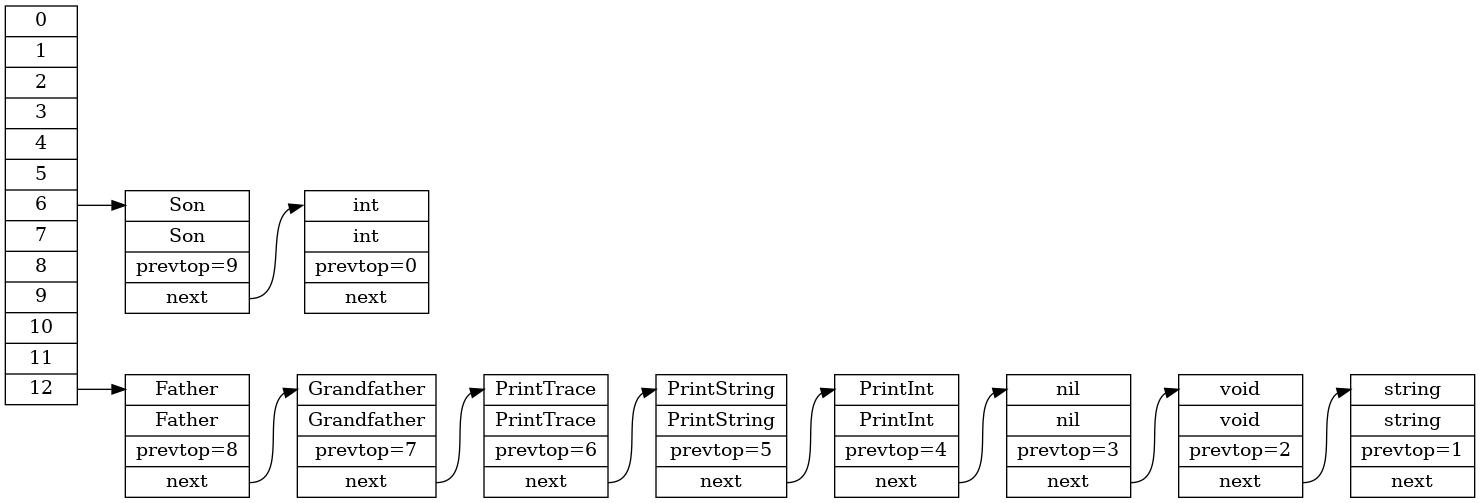 0
1
2
3
4
5
6
7
8
9
10
11
12
Son
Son
prevtop=9
next
int
int
prevtop=0
next
Father
Father
prevtop=8
next
Grandfather
Grandfather
prevtop=7
next
PrintTrace
PrintTrace
prevtop=6
next
PrintString
PrintString
prevtop=5
next
PrintInt
PrintInt
prevtop=4
next
nil
nil
prevtop=3
next
void
void
prevtop=2
next
string
string
prevtop=1
next